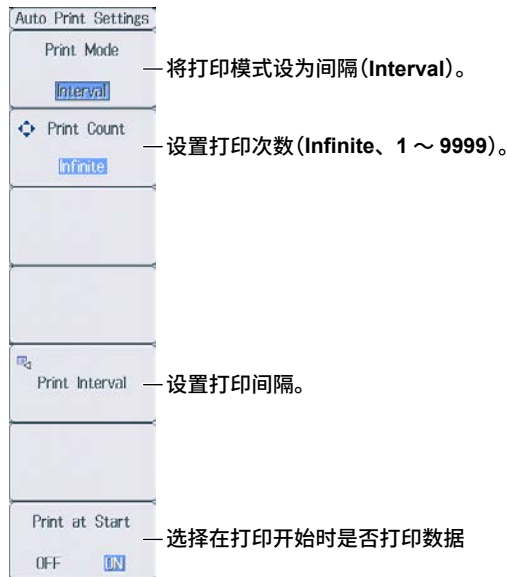 Auto Print Settings
Print Mode
Interval
将打印模式设为间隔(Interval)。
Print Count
Infinite
设置打印次数(Infinite、1 ～ 9999)。
Print Interval
设置打印间隔。
Print at Start
OFF ON
选择在打印开始时是否打印数据